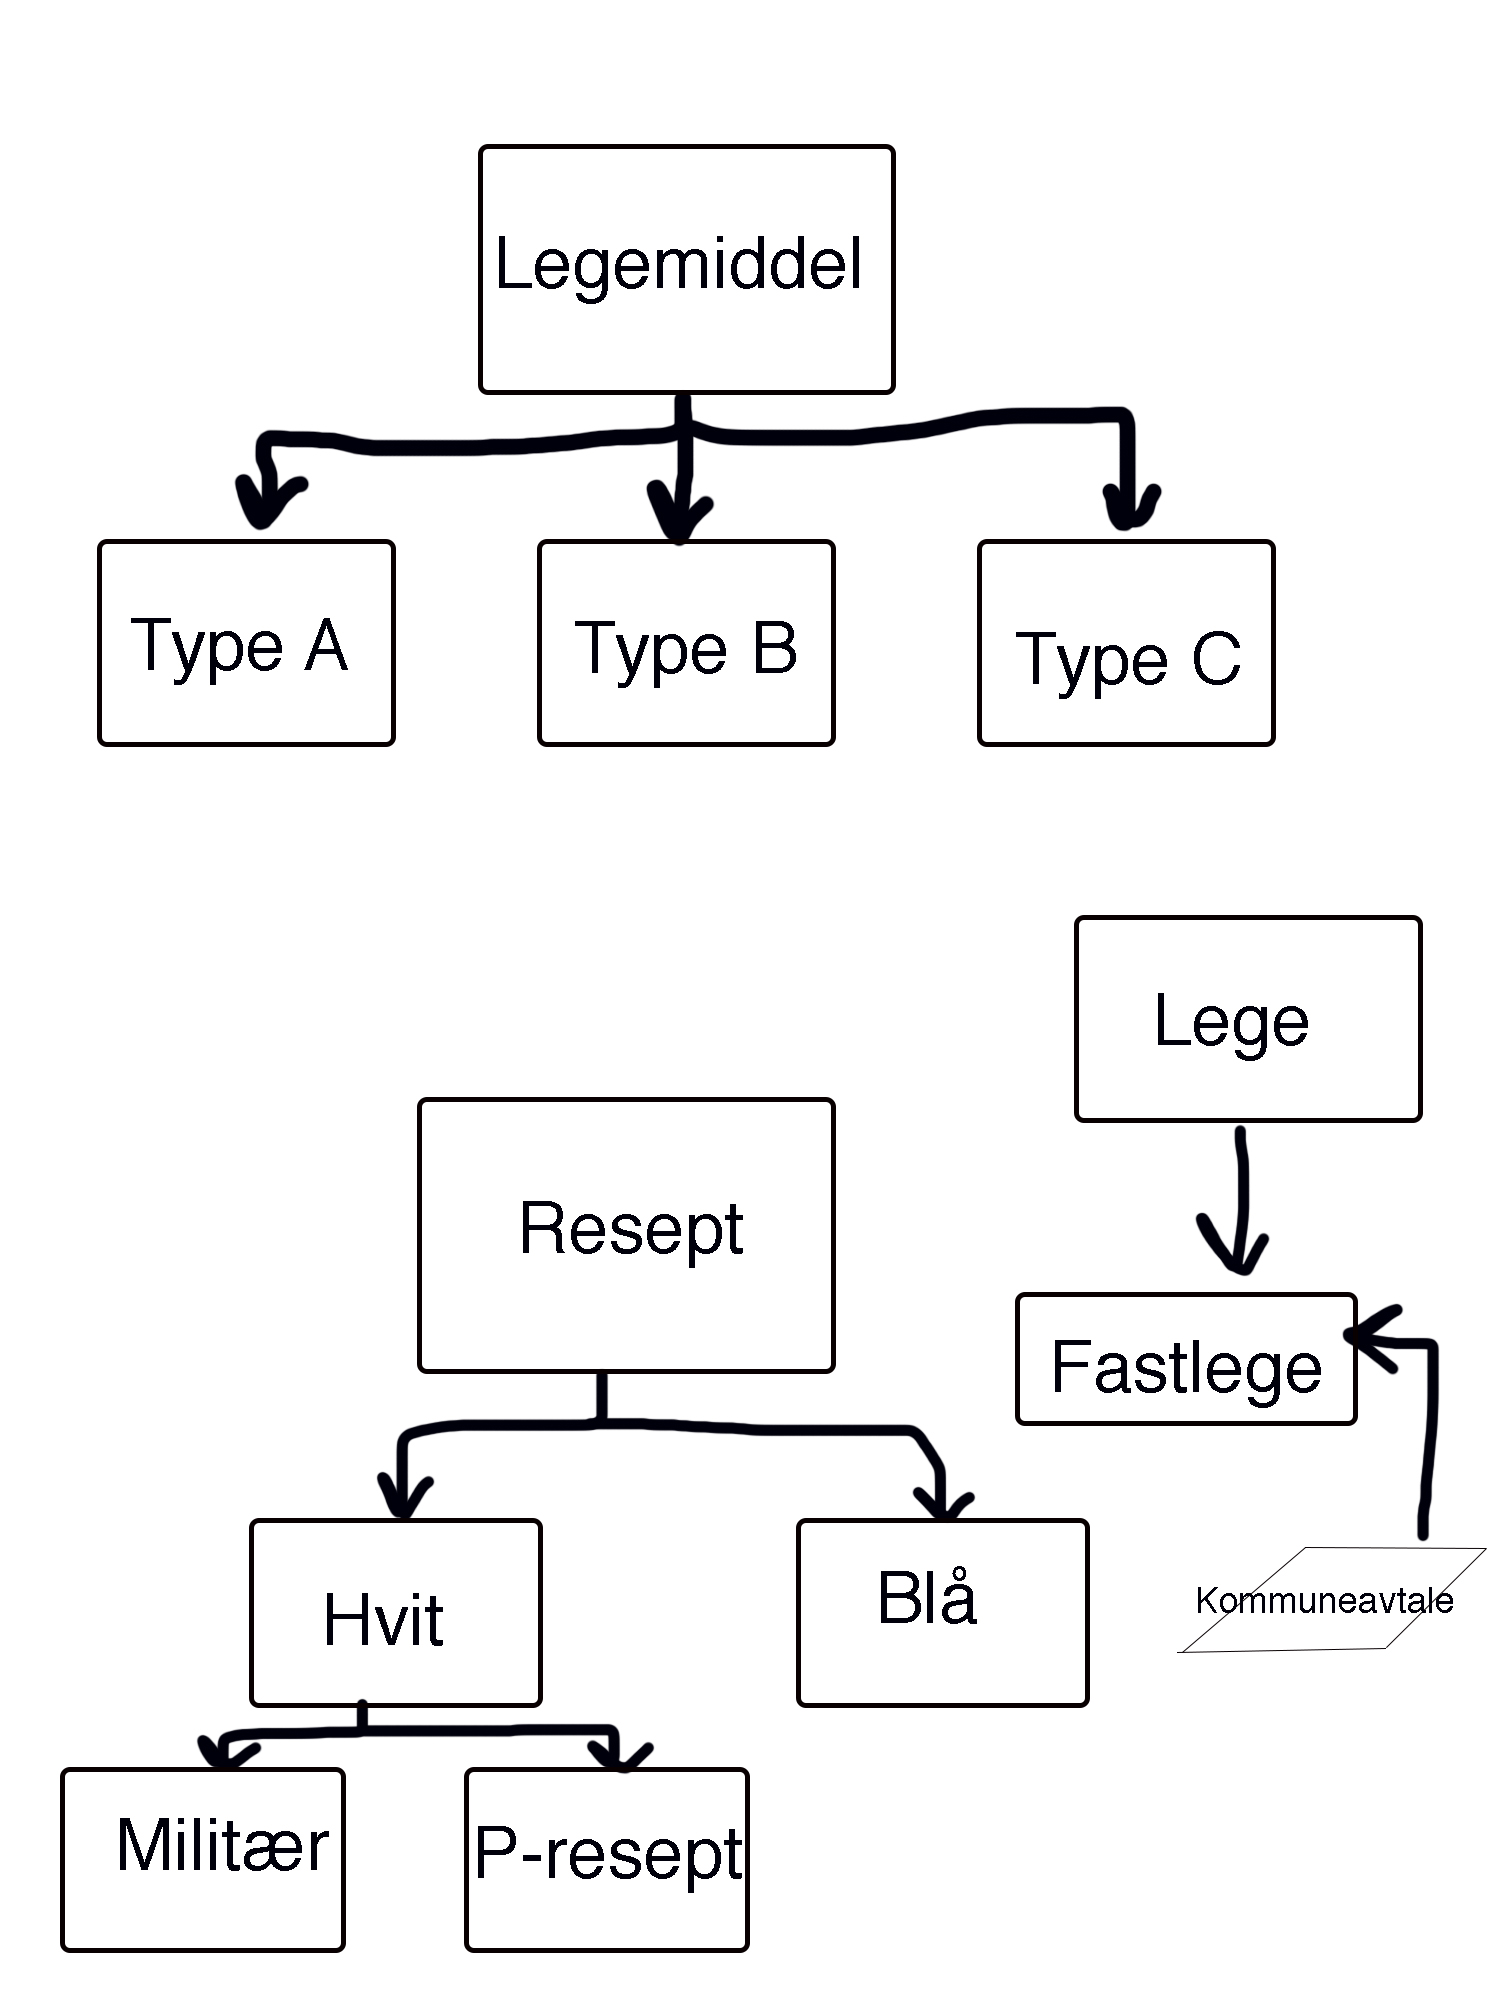 Legemiddel
Type A
Type B
Type C
Lege
Resept
Fastlege
Hvit
Blå
Kommuneavtale
Militær
P-resept